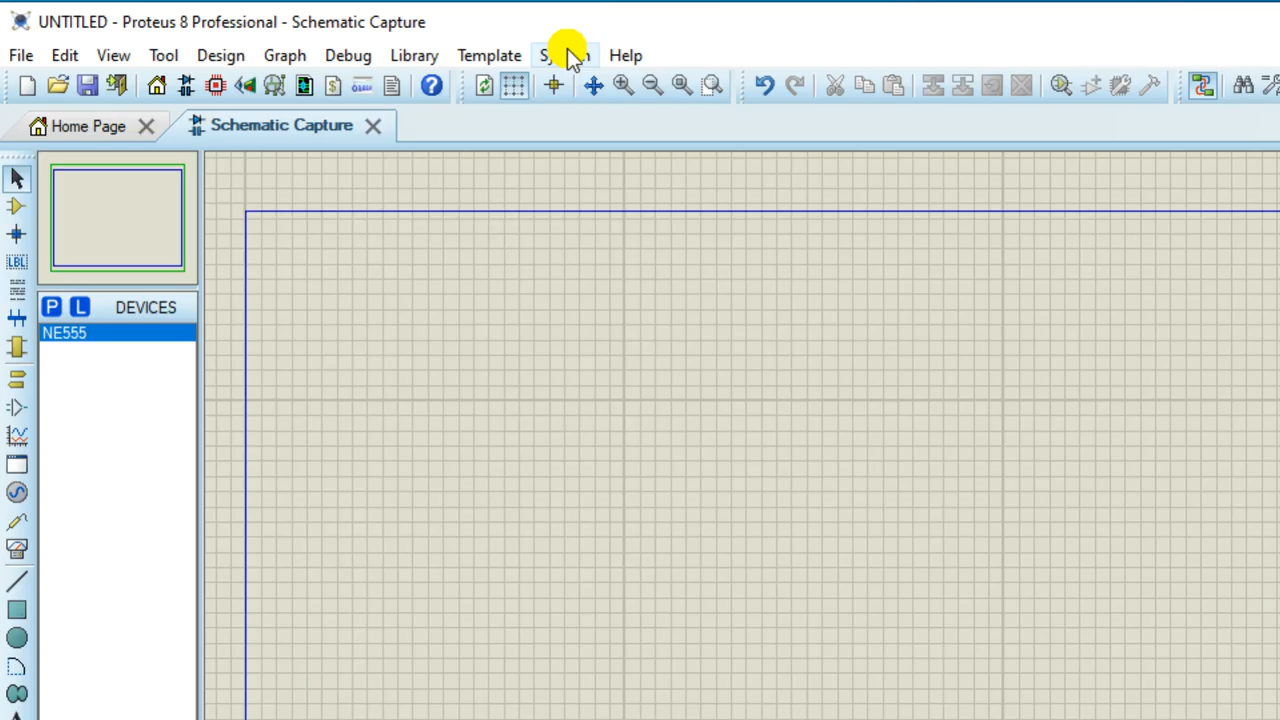 UNTITLED - Proteus 8 Professional - Schematic Capture
File Edit View Tool Design Graph Debug Library Template Help
Home Page Schematic Capture
LBL
P L DEVICES
NE555